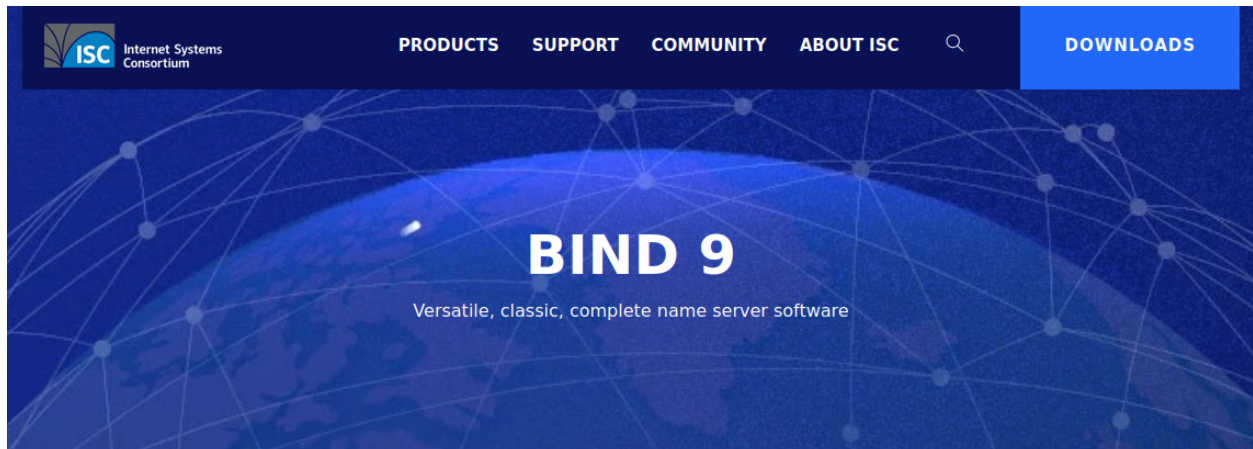 ISC Internet Systems
Consortium
PRODUCTS SUPPORT COMMUNITY ABOUT ISC DOWNLOADS
BIND 9
Versatile, classic, complete name server software